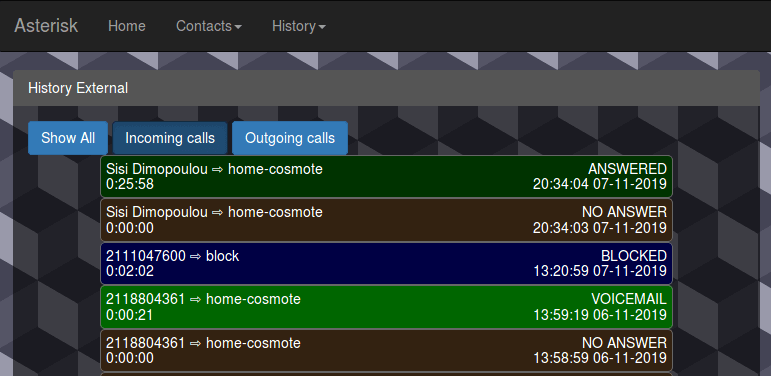 Asterisk Home Contacts History
History External
Show All Incoming calls Outgoing calls
Sisi Dimopoulou ⇨ home-cosmote ANSWERED
0:25:58 20:34:04 07-11-2019
Sisi Dimopoulou ⇨ home-cosmote NO ANSWER
0:00:00 20:34:03 07-11-2019
2111047600 ⇨ block BLOCKED
0:02:02 13:20:59 07-11-2019
2118804361 ⇨ home-cosmote VOICEMAIL
0:00:21 13:59:19 06-11-2019
2118804361 ⇨ home-cosmote NO ANSWER
0:00:00 13:58:59 06-11-2019